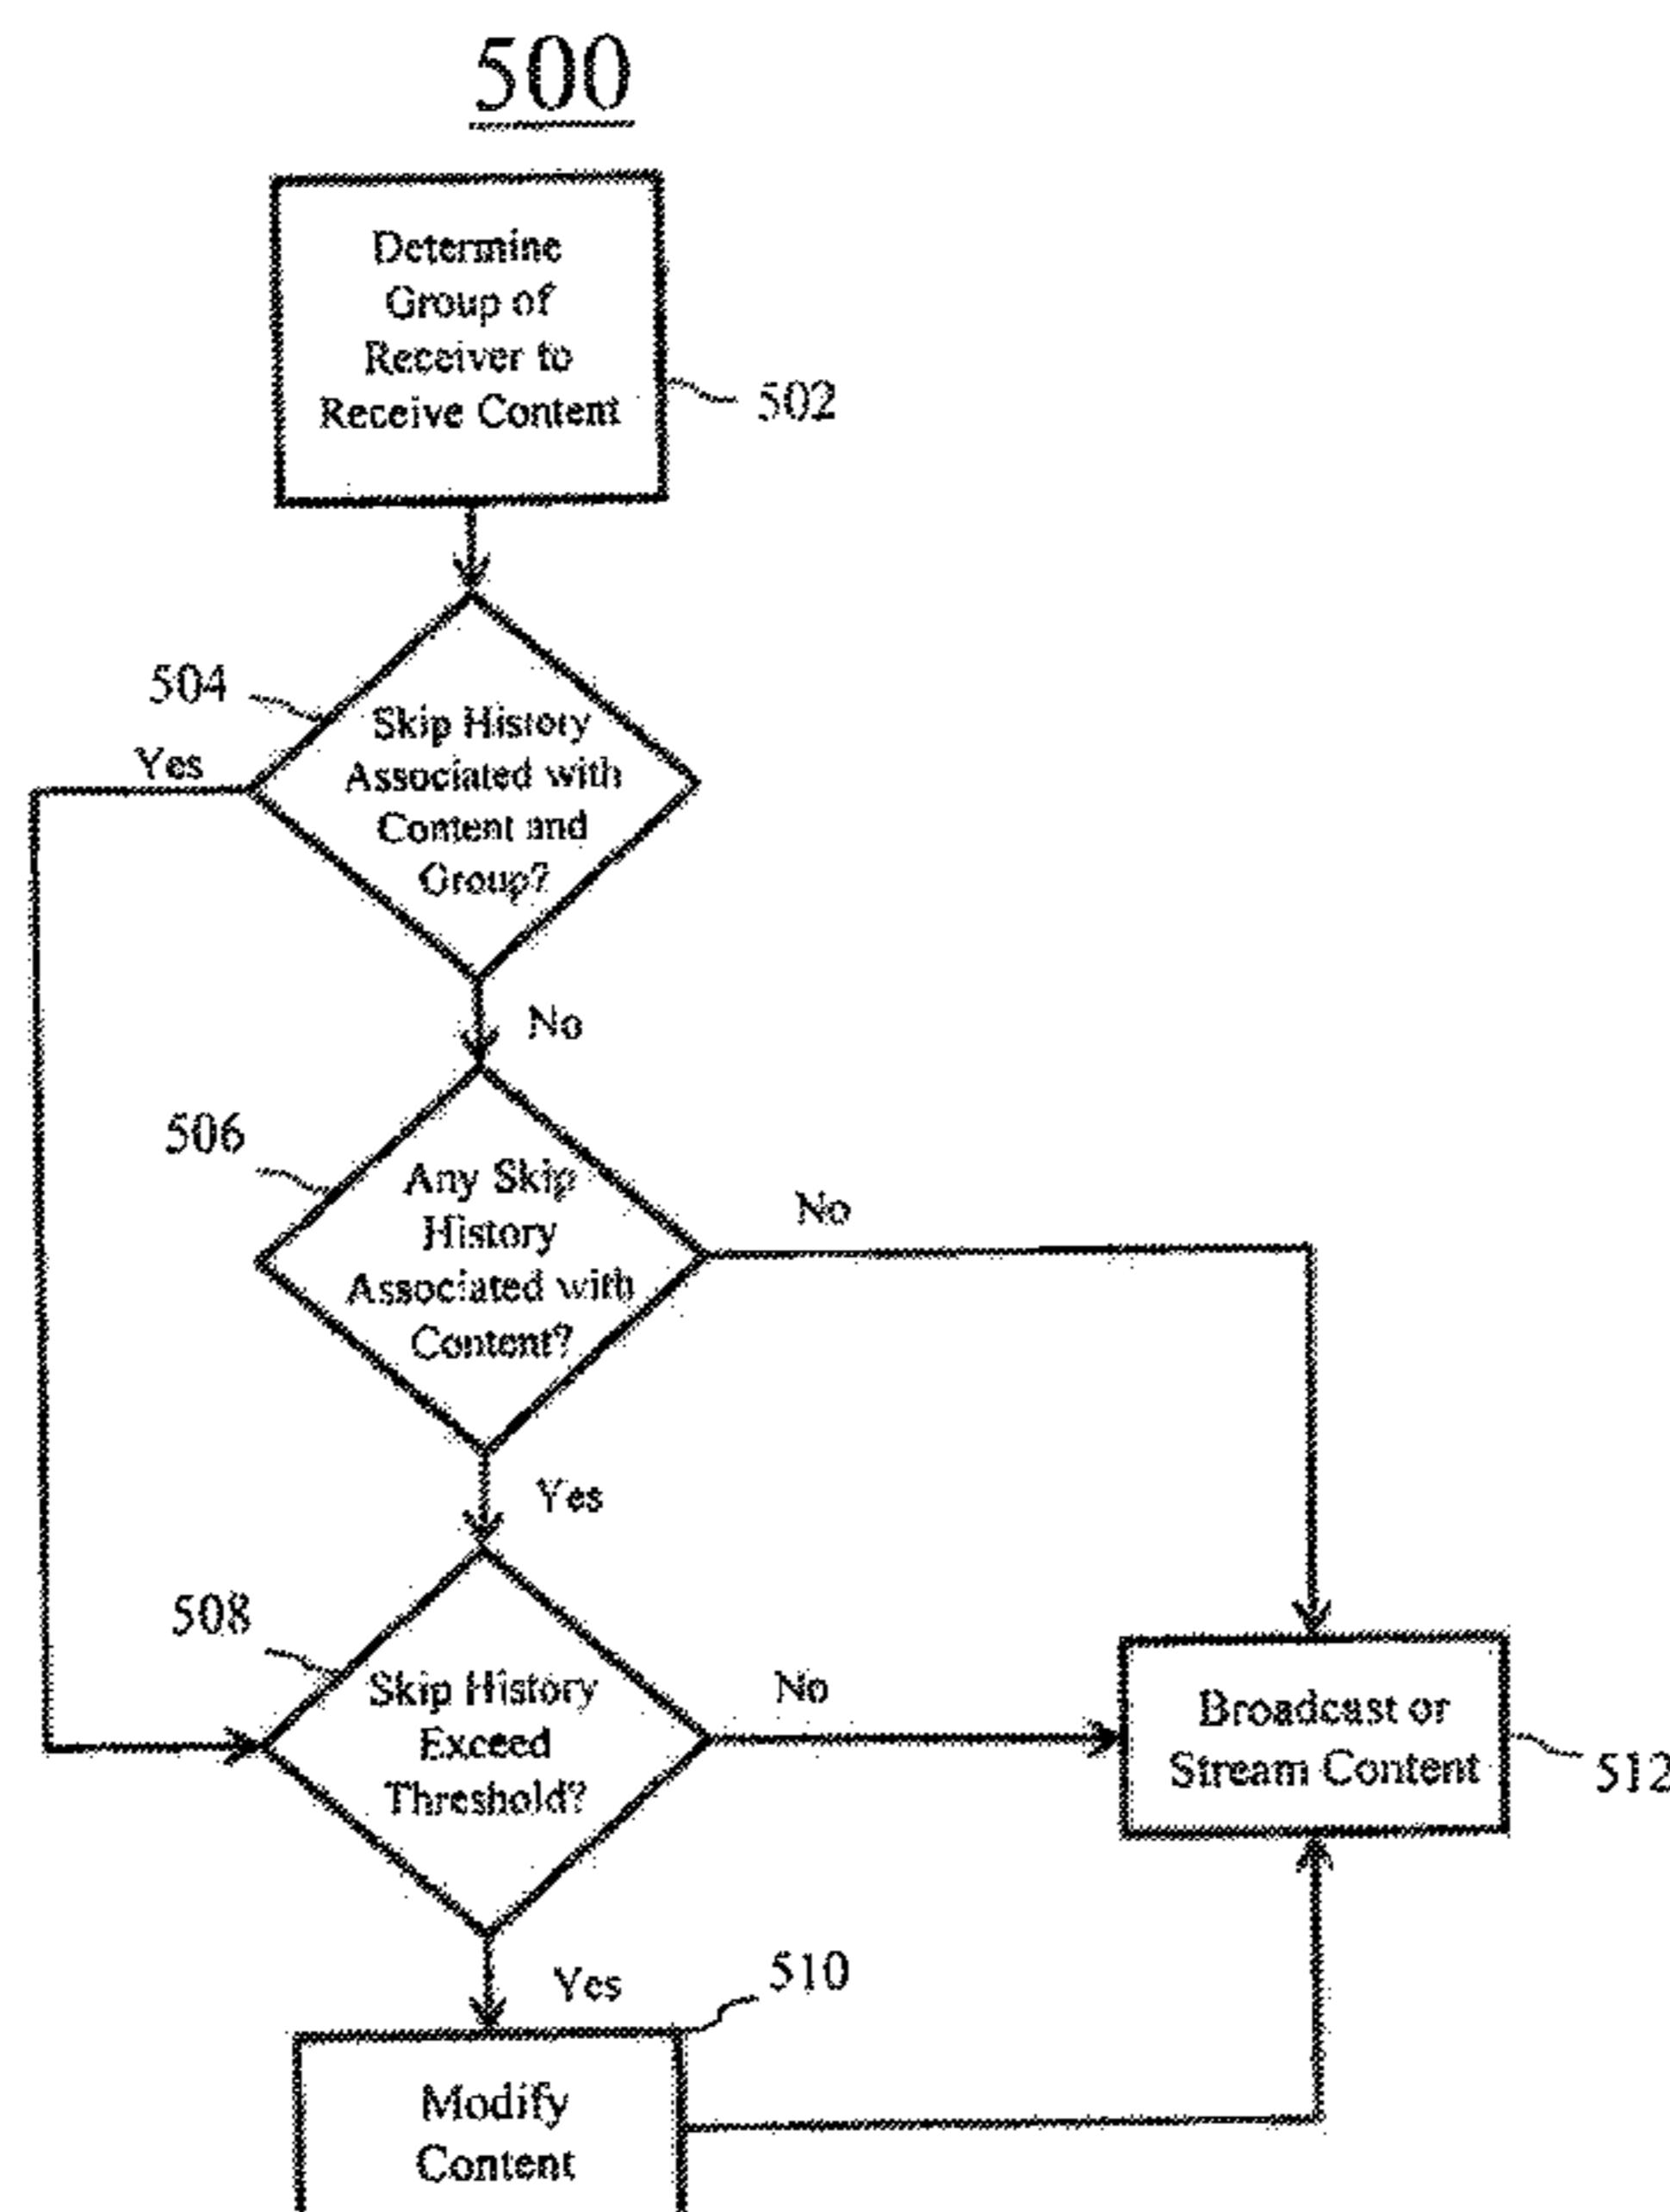 500
Determine
Group of
Receiver to
Receive Content
502
504
Yes
Skip History
Associated with
Content and
Group?
No
506
Any Skip
History
Associated with
Content?
No
Yes
508
Skip History
Exceed
Threshold?
No
Broadcast or
Stream Content
512
Yes
510
Modify
Content